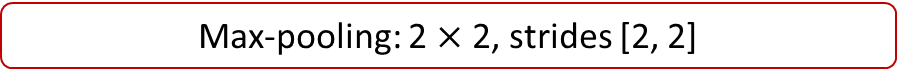 Max-pooling: 2 × 2, strides [2, 2]